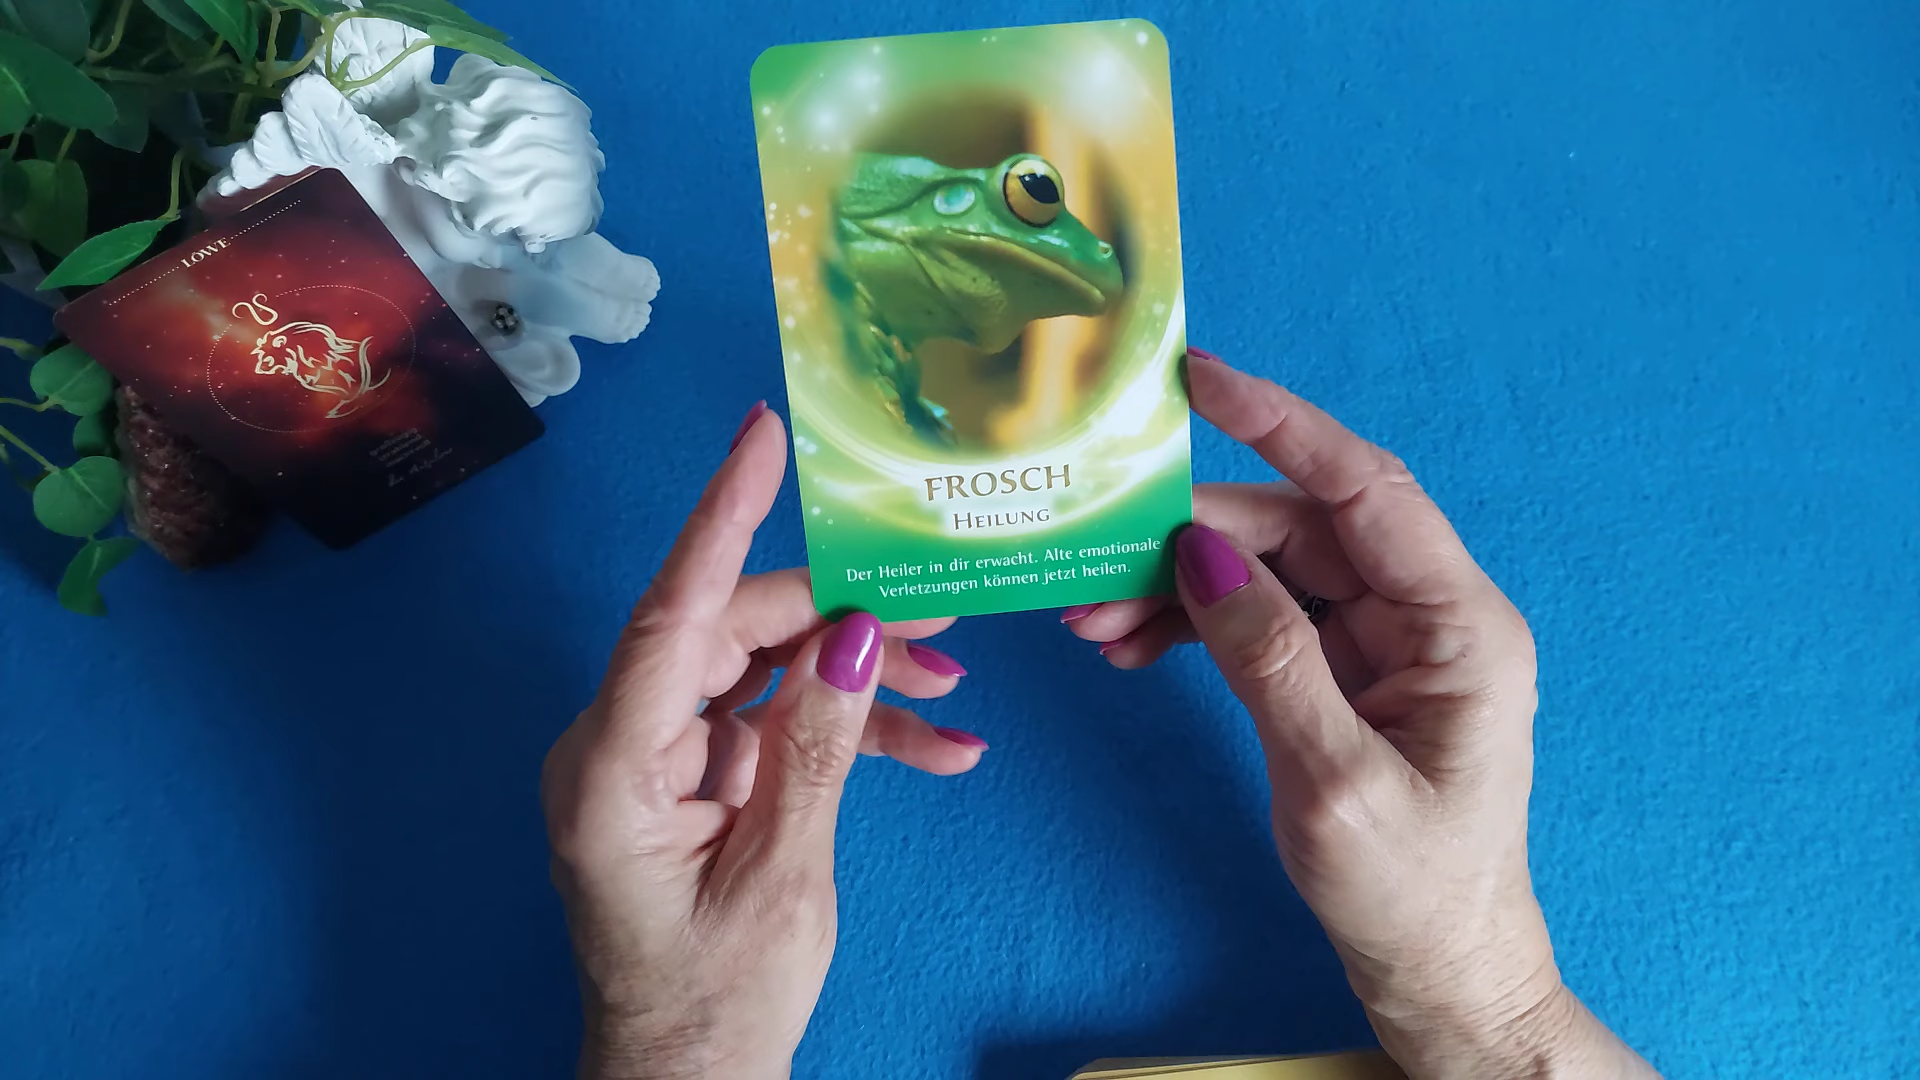 LÖWE
FROSCH
HEILUNG
Der Heiler in dir erwacht. Alte emotionale
Verletzungen können jetzt heilen.